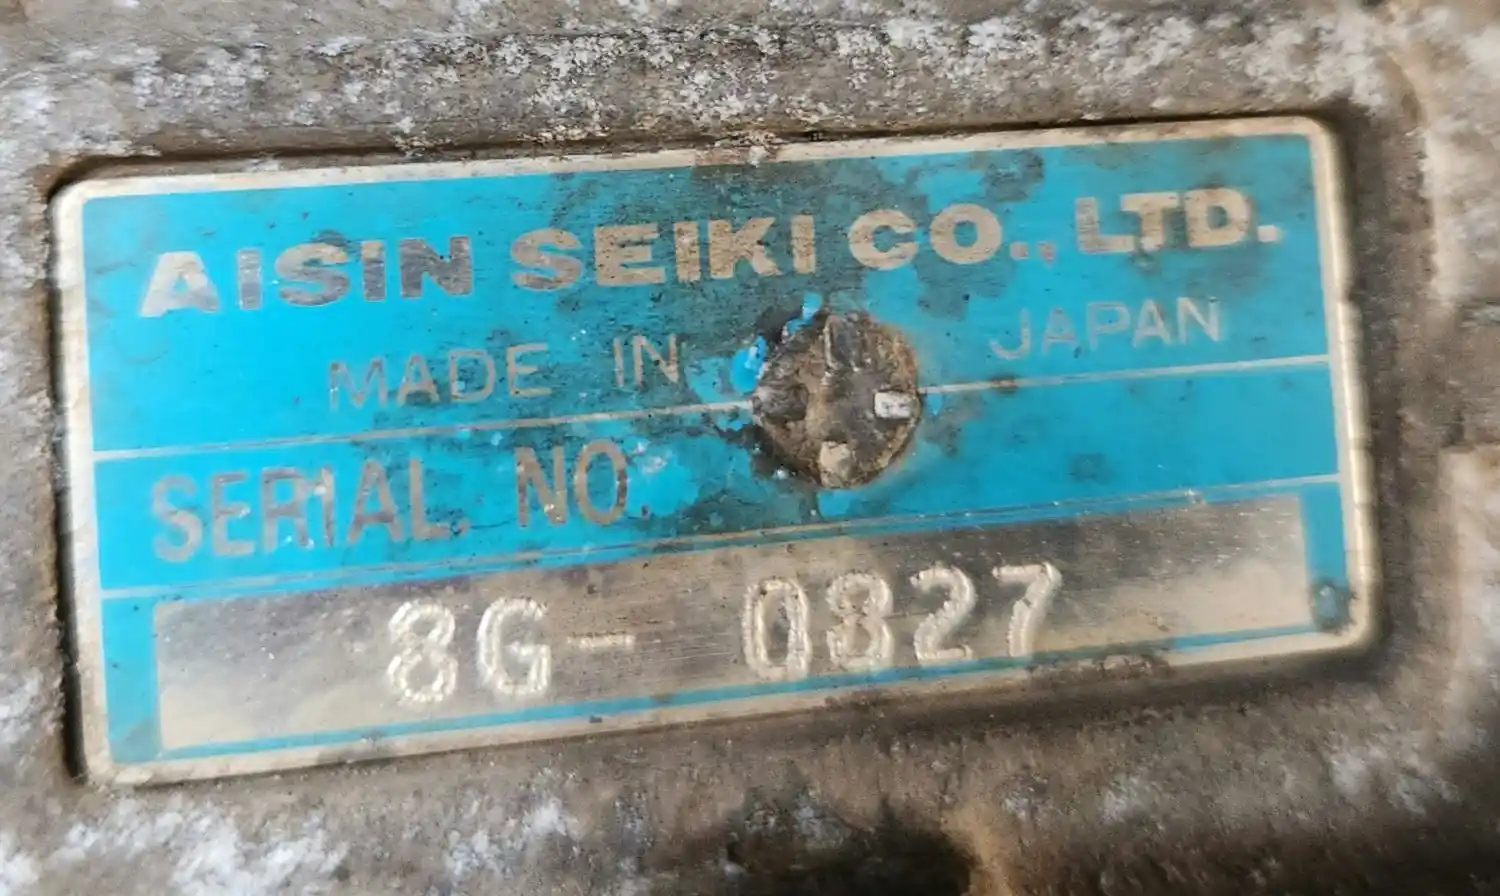 AISIN SEIKI CO., LTD.
MADE IN JAPAN
SERIAL NO.
8G- 0827